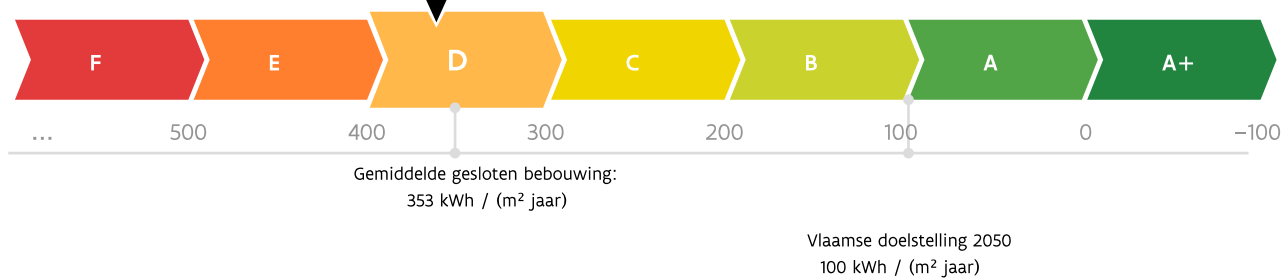 F E D C B A A+
... 500 400 300 200 100 0 −100
Gemiddelde gesloten bebouwing:
353 kWh / (m² jaar)
Vlaamse doelstelling 2050
100 kWh / (m² jaar)